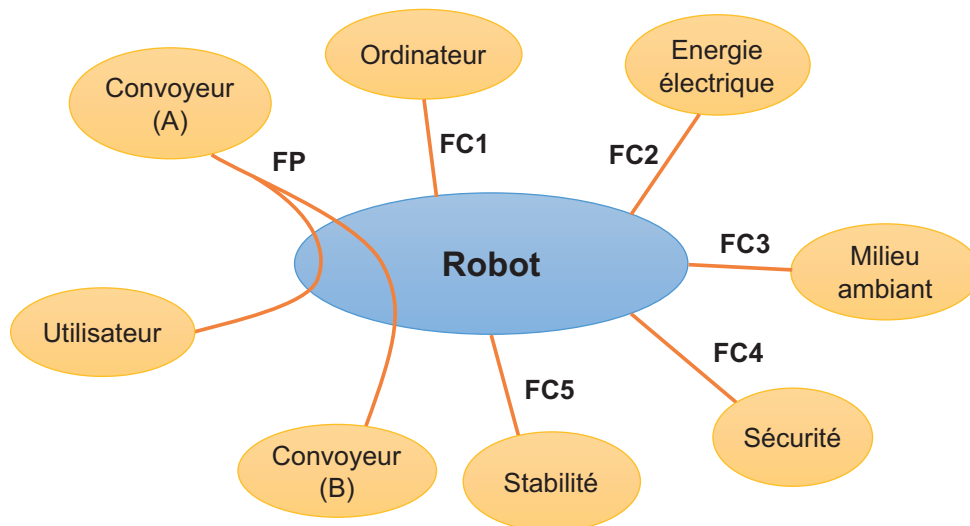 Ordinateur
Energie
électrique
Convoyeur
(A)
FP
FC1
FC2
Robot
FC3
Milieu
ambiant
Utilisateur
FC4
FC5
Sécurité
Convoyeur
(B)
Stabilité